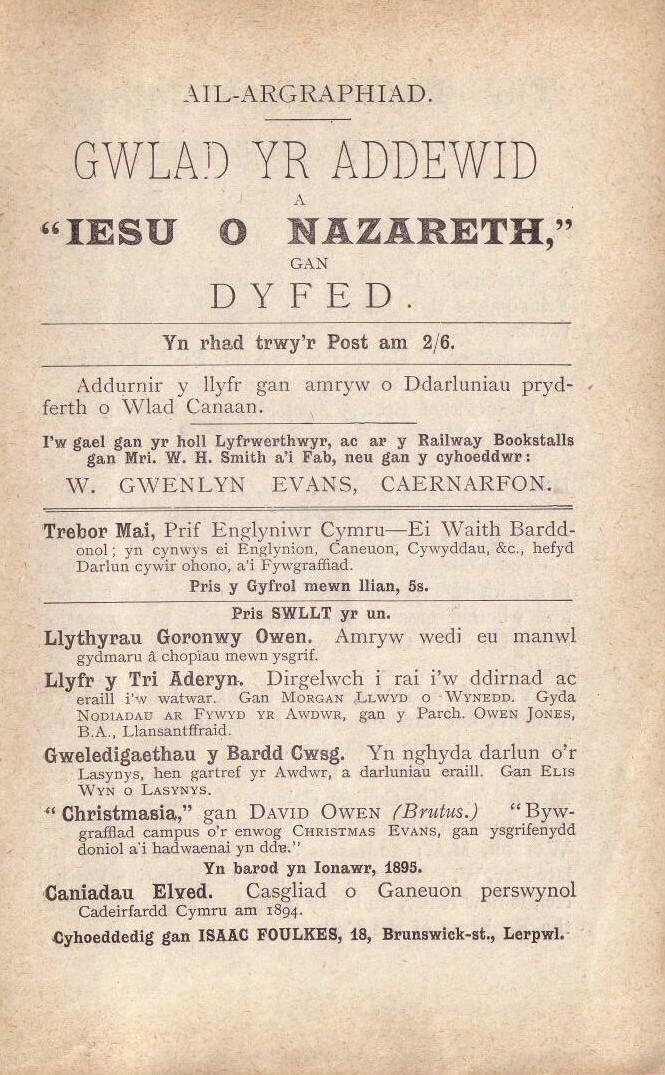 AIL-ARGRAPHIAD.
GWLAD YR ADDEWID
A
“IESU O NAZARETH,”
GAN
DYFED.
Yn rhad trwy'r Post am 2/6.
Addurnir y llyfr gan amryw o Ddarluniau pryd-
ferth o Wlad Canaan.
I'w gael gan yr holl Lyfrwerthwyr, ac ar y Railway Bookstalls
gan Mri. W. H. Smith a'i Fab, neu gan y cyhoeddwr:
W. GWENLYN EVANS, CAERNARFON.
Trebor Mai, Prif Englyniwr Cymru—Ei Waith Bardd-
onol; yn cynwys ei Englynion, Caneuon, Cywyddau, &c., hefyd
Darlun cywir ohono, a'i Fywgraffiad.
Pris y Gyfrol mewn llian, 5s.
Pris SWLLT yr un.
Llythyrau Goronwy Owen. Amryw wedi eu manwl
gydmaru â chopïau mewn ysgrif.
Llyfr y Tri Aderyn. Dirgelwch i rai i'w ddirnad ac
eraill i'w watwar. Gan MORGAN LLWYD O WYNEDD. Gyda
NODIADAU AR FYWYD YR AWDWR, gan y Parch. OWEN JONES,
B.A., Llansantffraid.
Gweledigaethau y Bardd Cwsg. Yn nghyda darlun o'r
Lasynys, hen gartref yr Awdwr, a darluniau eraill. Gan ELIS
WYN O LASYNYS.
“Christmasia,” gan DAVID OWEN (Brutus.) “Byw-
graffiad campus o'r enwog CHRISTMAS EVANS, gan ysgrifenydd
doniol a'i hadwaenai yn dda.”
Yn barod yn Ionawr, 1895.
Caniadau Elved. Casgliad o Ganeuon perswynol
Cadeirfardd Cymru am 1894.
Cyhoeddedig gan ISAAC FOULKES, 18, Brunswick-st., Lerpwl.